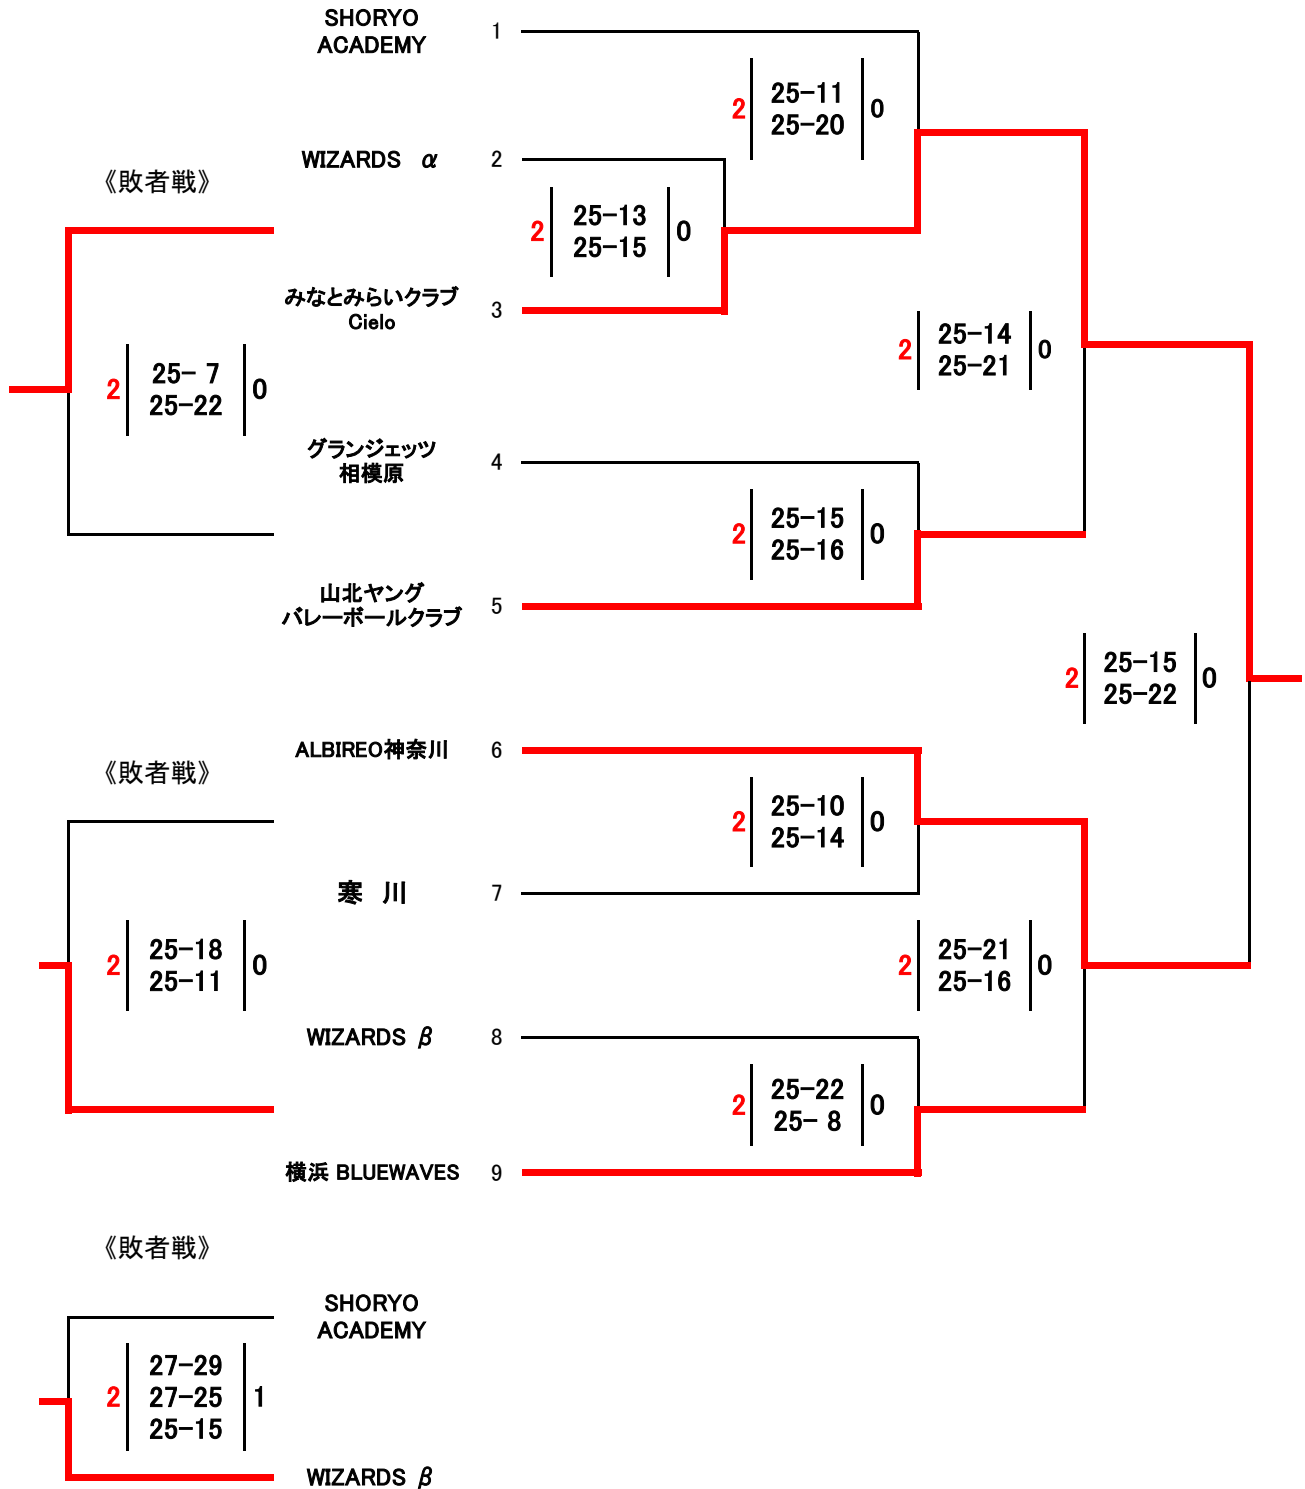 SHORYO
ACADEMY
1
2
25-11
25-20
0
WIZARDS α
2
《敗者戦》
2
25-13
25-15
0
みなとみらいクラブ
Cielo
3
2
25-14
25-21
0
2
25- 7
25-22
0
グランジェッツ
相模原
4
2
25-15
25-16
0
山北ヤング
バレーボールクラブ
5
2
25-15
25-22
0
ALBIREO神奈川
6
《敗者戦》
2
25-10
25-14
0
寒 川
7
2
25-18
25-11
0
2
25-21
25-16
0
WIZARDS β
8
2
25-22
25- 8
0
横浜 BLUEWAVES
9
《敗者戦》
SHORYO
ACADEMY
2
27-29
27-25
25-15
1
WIZARDS β